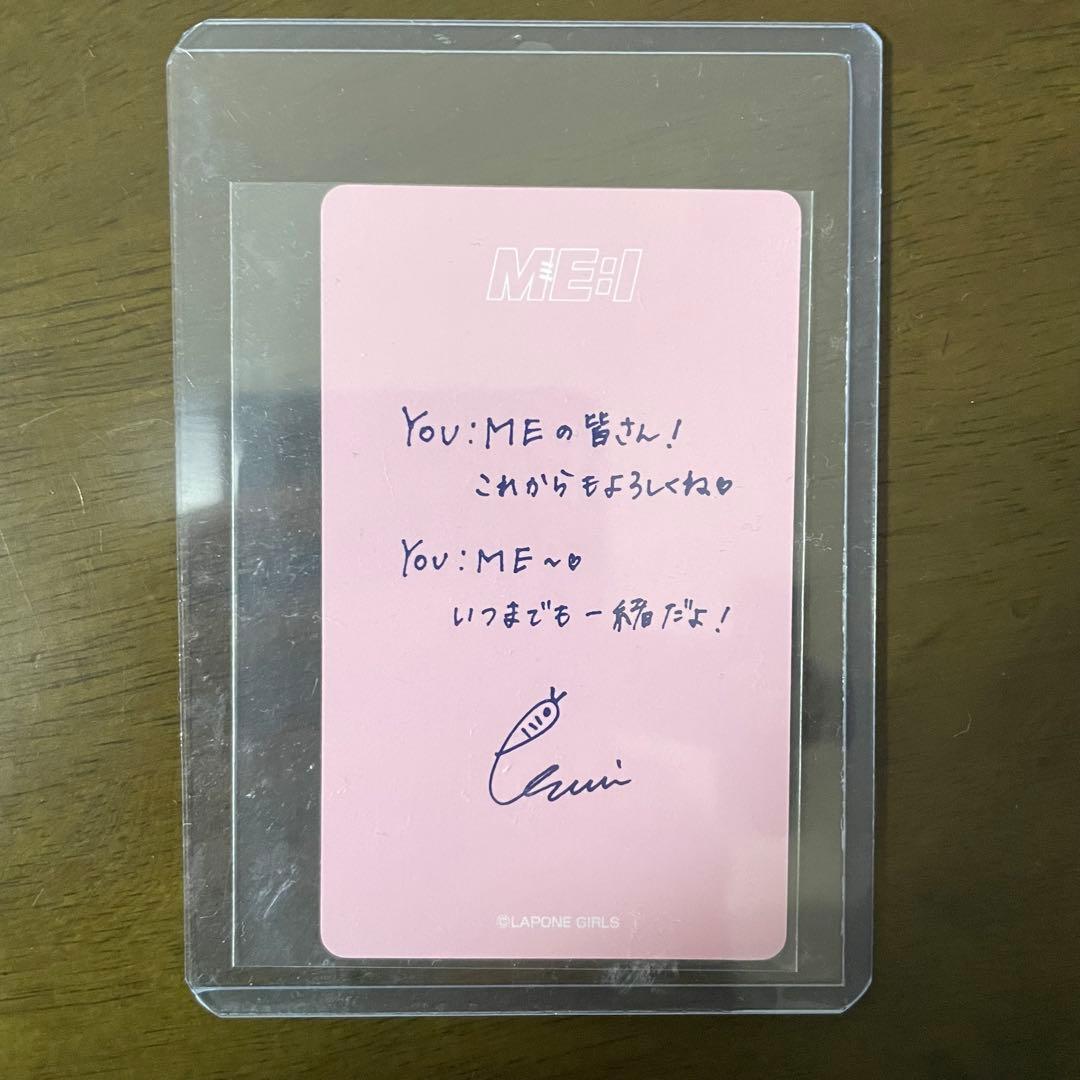 ME:I
YOU:MEの皆さん!
これからもよろしくね♡
YOU:ME~♡
いつまでも一緒だよ!
©LAPONE GIRLS